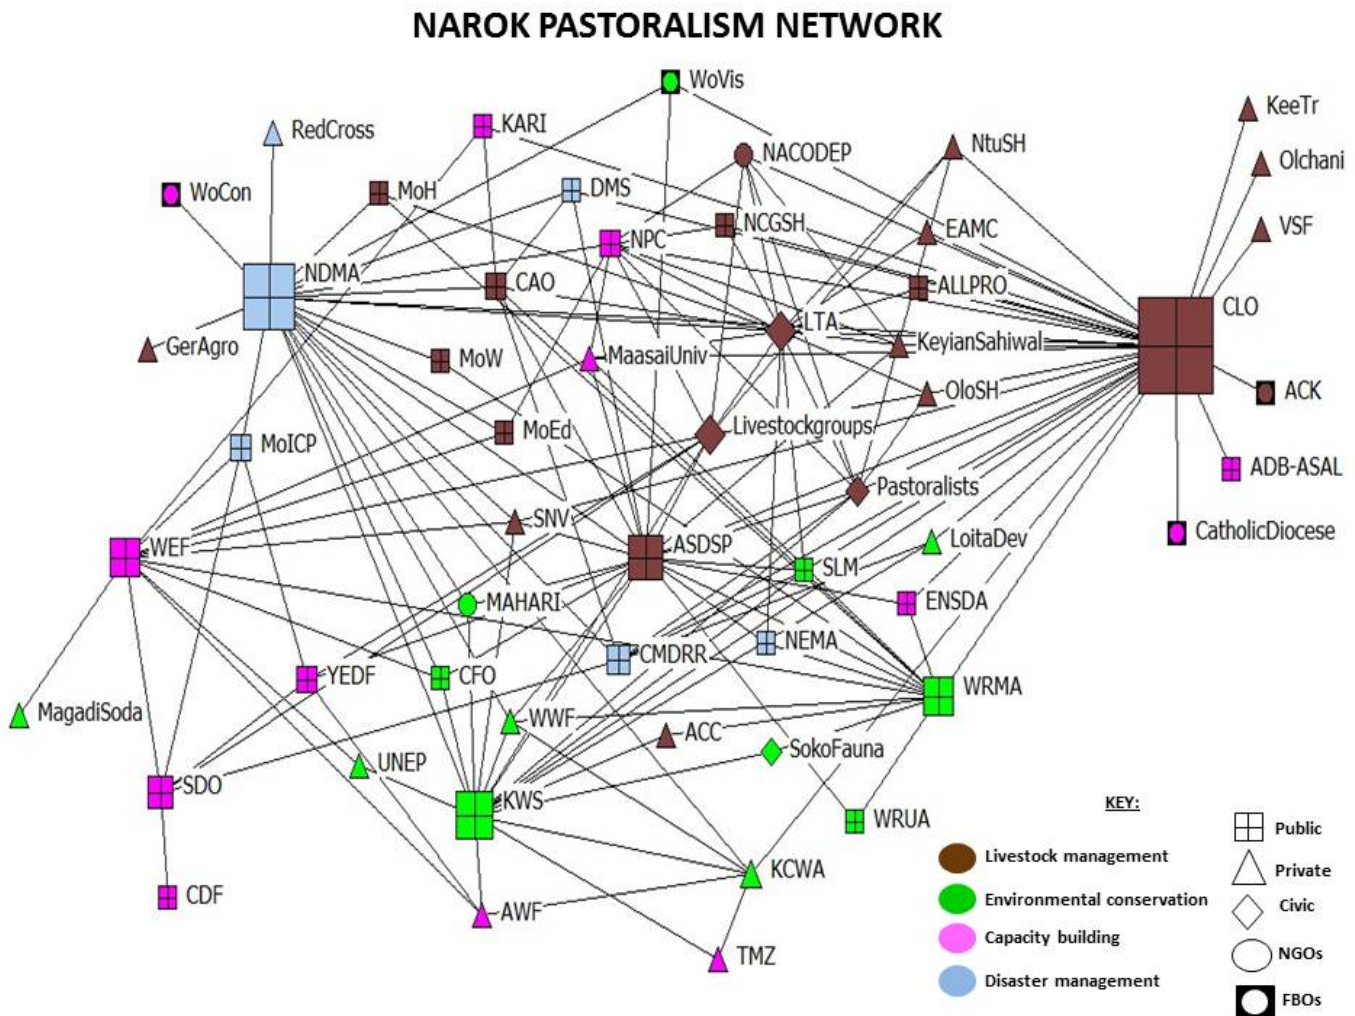 NAROK PASTORALISM NETWORK
WoVis
KeeTr
RedCross
KARI
NtuSH
NACODEP
Olchani
WoCon
MoH
DMS
NCGSH
EAMC
VSF
NPC
NDMA
CAO
ALLPRO
CLO
LTA
GerAgro
MoW
MaasaiUniv
KeyianSahiwal
OloSH
ACK
MoICP
MoEd
Livestockgroups
ADB-ASAL
Pastoralists
SNV
CatholicDiocese
WEF
ASDSP
LoitaDev
SLM
MAHARI
ENSDA
NEMA
CMDRR
YEDF
CFO
WRMA
MagadiSoda
WWF
ACC
SokoFauna
UNEP
SDO
KWS
WRUA
KCWA
CDF
AWF
TMZ
KEY:
Livestock management
Environmental conservation
Capacity building
Disaster management
Public
Private
Civic
NGOs
FBOs